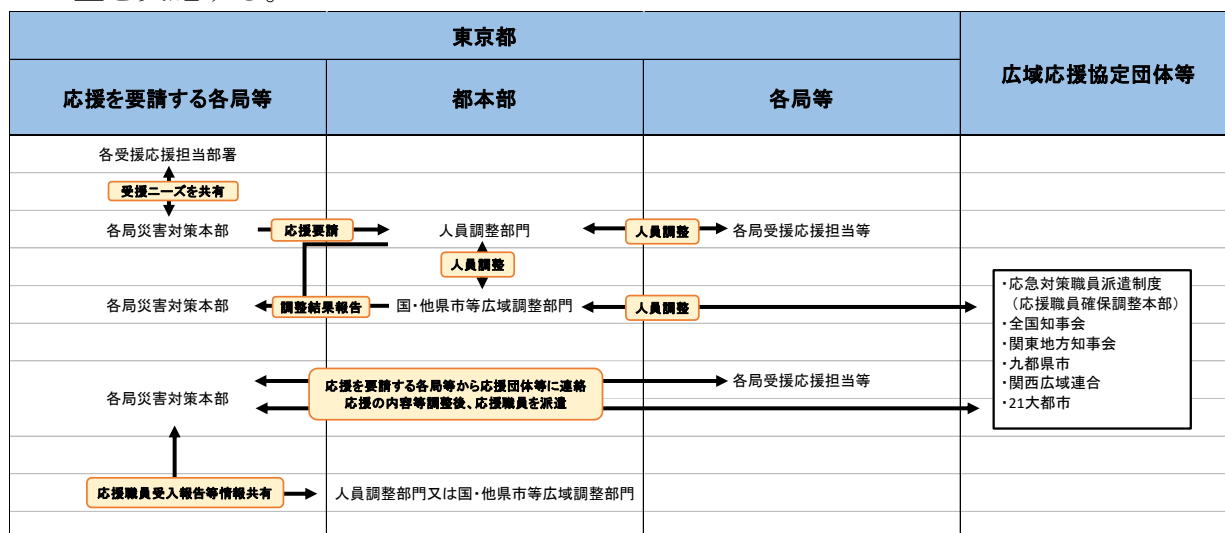 東京都
広域応援協定団体等
応援を要請する各局等
都本部
各局等
各受援応援担当部署
受援ニーズを共有
各局災害対策本部
応援要請
人員調整部門
人員調整
各局受援応援担当等
人員調整
各局災害対策本部
調整結果報告
国・他県市等広域調整部門
人員調整
・応急対策職員派遣制度
（応援職員確保調整本部）
・全国知事会
・関東地方知事会
・九都県市
・関西広域連合
・21大都市
各局災害対策本部
応援を要請する各局等から応援団体等に連絡
応援の内容等調整後、応援職員を派遣
各局受援応援担当等
応援職員受入報告等情報共有
人員調整部門又は国・他県市等広域調整部門